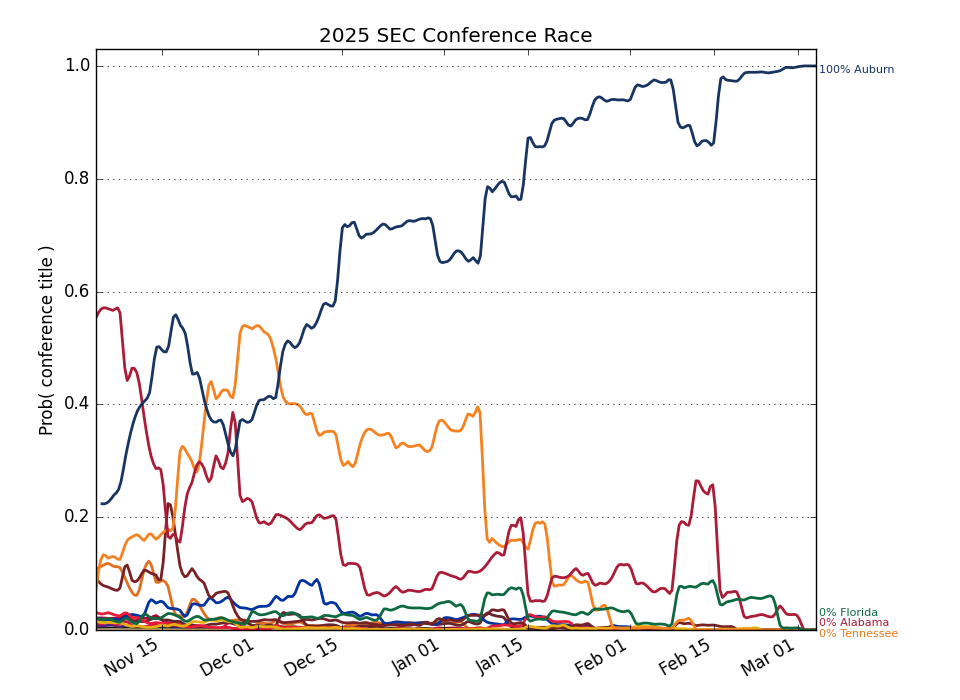 2025 SEC Conference Race
Prob( conference title )
1.0
0.8
0.6
0.4
0.2
0.0
Nov 15
Dec 01
Dec 15
Jan 01
Jan 15
Feb 01
Feb 15
Mar 01
100% Auburn
0% Florida
0% Alabama
0% Tennessee